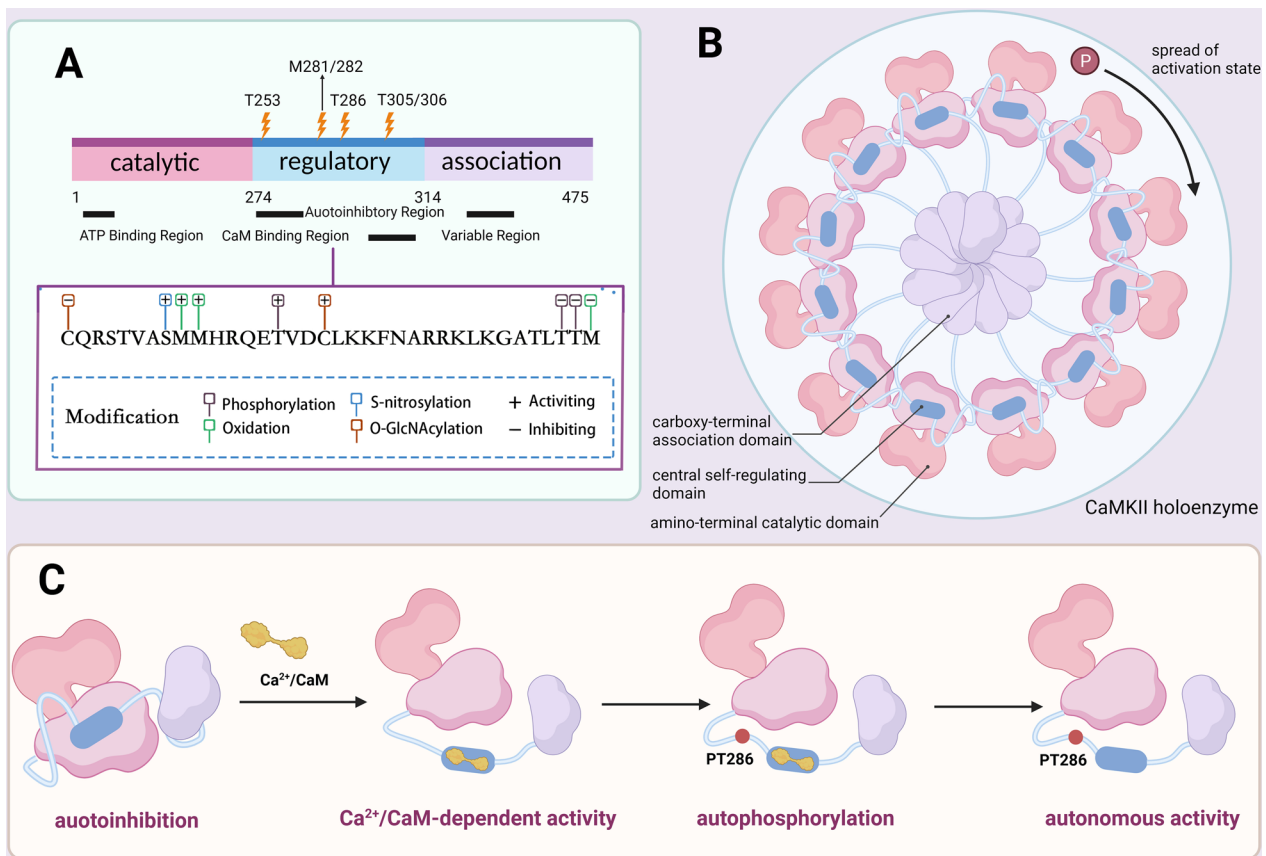 A
M281/282
T253
T286
T305/306
catalytic
regulatory
association
1
274
314
475
Auotoinhibtory Region
ATP Binding Region
CaM Binding Region
Variable Region
− + + + + + − − −
CQRSTVASMMHRQETVDCLKKFNARRKLKGATLTTM
Modification
Phosphorylation
S-nitrosylation
+ Activiting
Oxidation
O-GlcNAcylation
− Inhibiting
B
P
spread of
activation state
carboxy-terminal
association domain
central self-regulating
domain
amino-terminal catalytic domain
CaMKII holoenzyme
C
Ca²⁺/CaM
PT286
PT286
auotoinhibition
Ca²⁺/CaM-dependent activity
autophosphorylation
autonomous activity